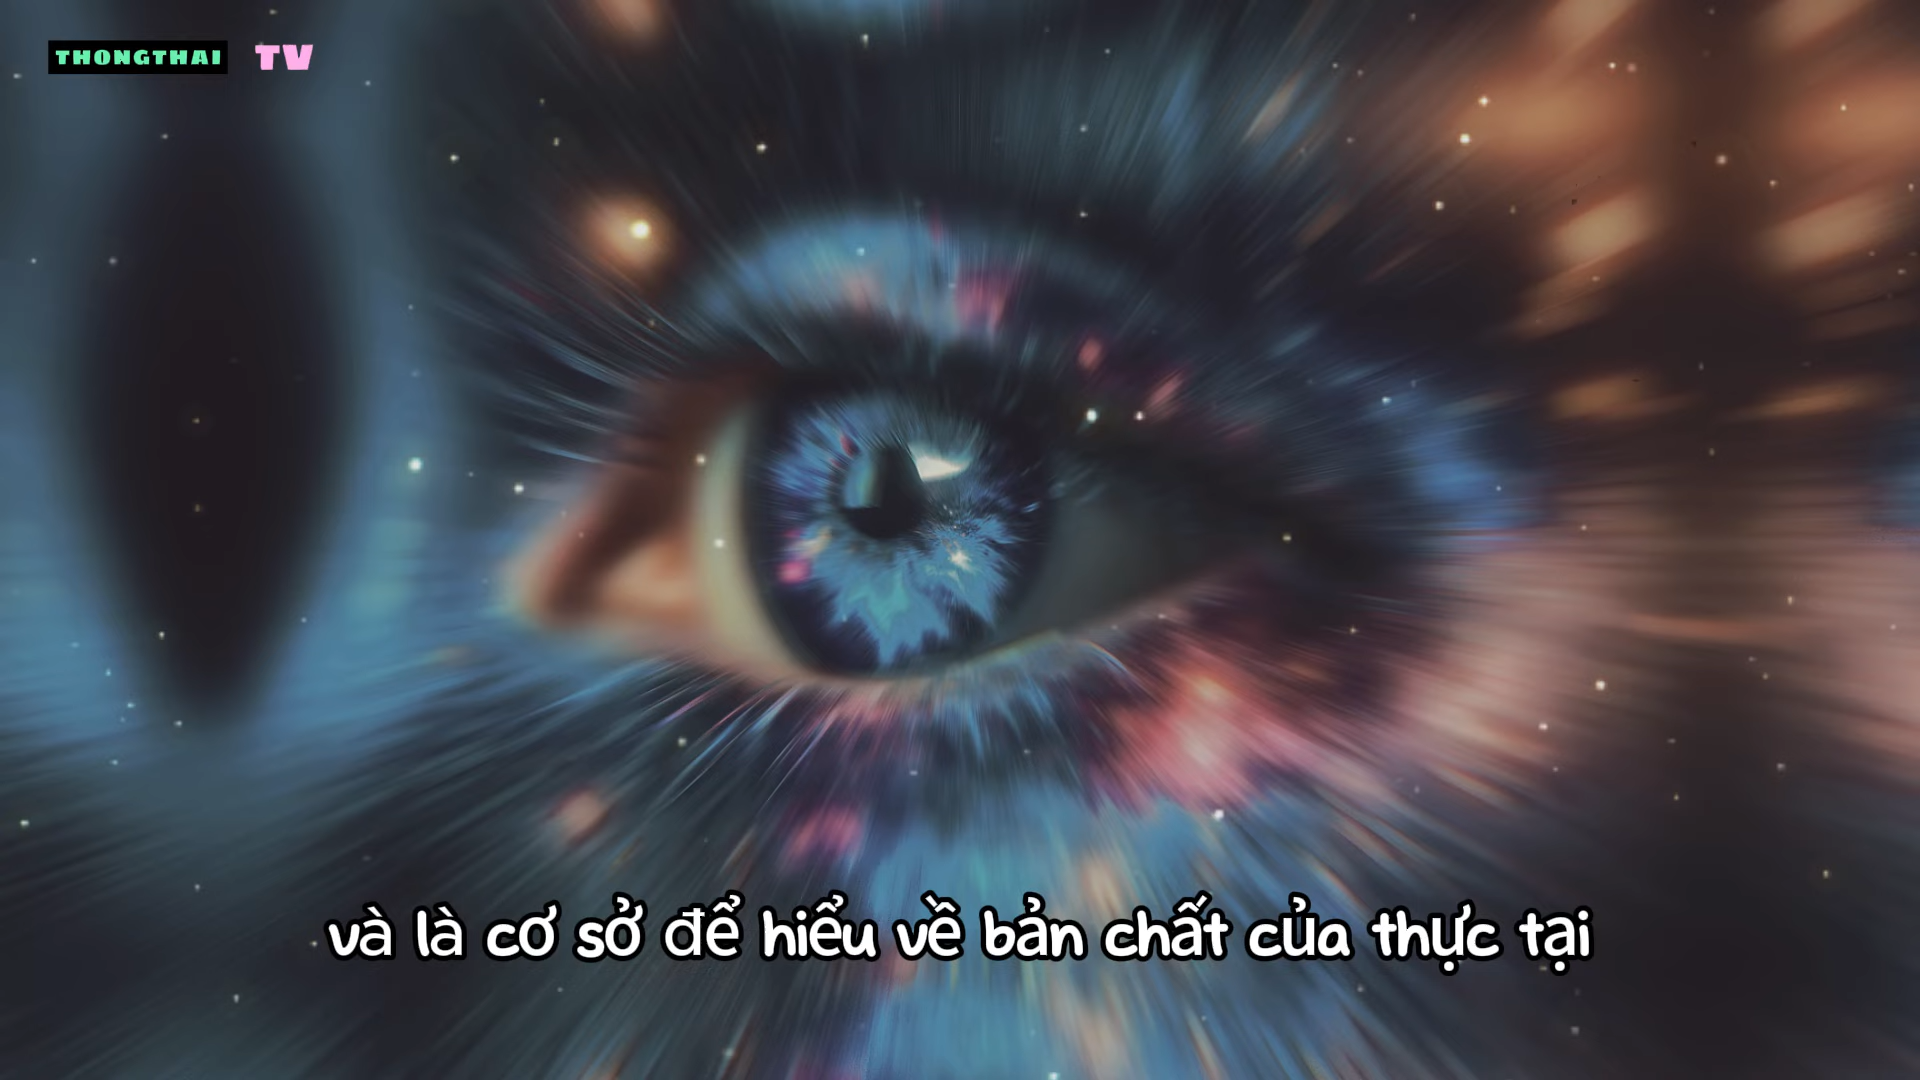 THONGTHAI TV
và là cơ sở để hiểu về bản chất của thực tại